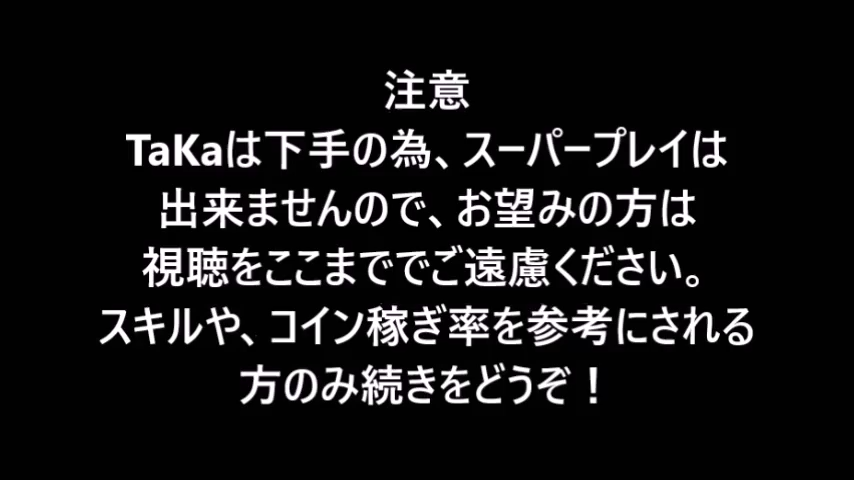 注意
TaKaは下手の為、スーパープレイは
出来ませんので、お望みの方は
視聴をここまででご遠慮ください。
スキルや、コイン稼ぎ率を参考にされる
方のみ続きをどうぞ！